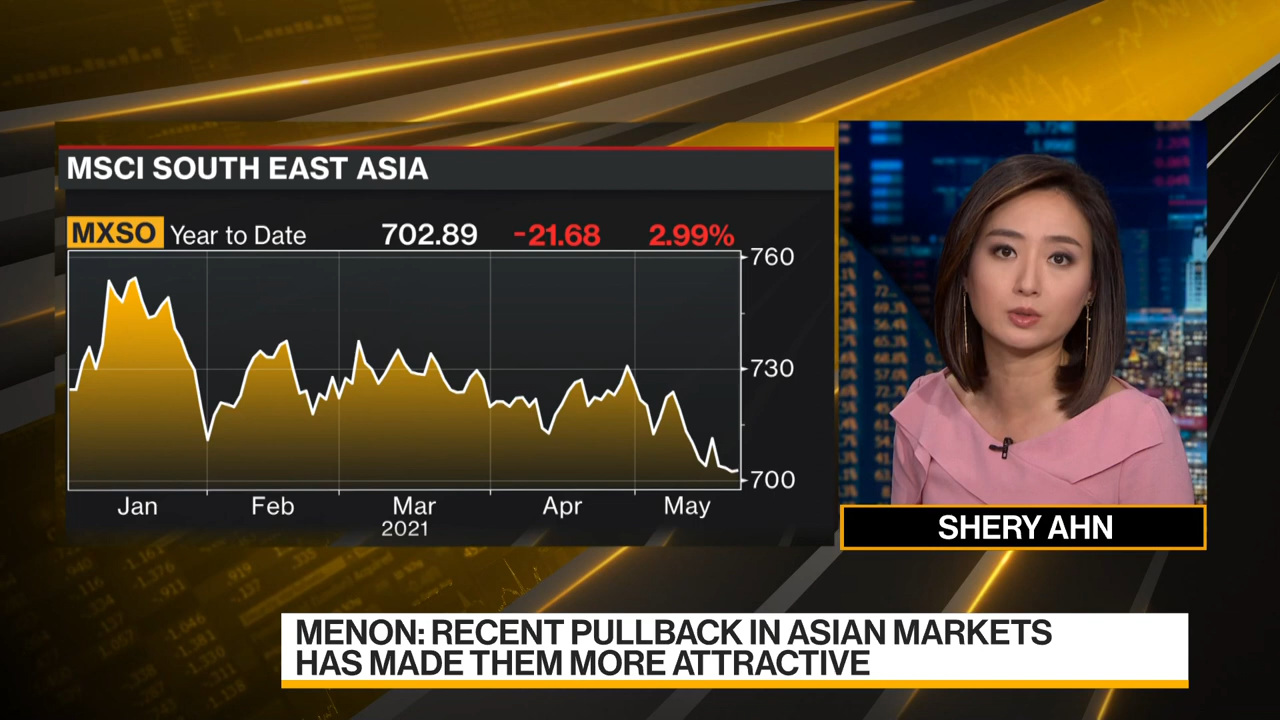 MSCI SOUTH EAST ASIA
MXSO Year to Date 702.89 -21.68 2.99%
760
730
700
Jan Feb Mar Apr May
2021
SHERY AHN
MENON: RECENT PULLBACK IN ASIAN MARKETS
HAS MADE THEM MORE ATTRACTIVE